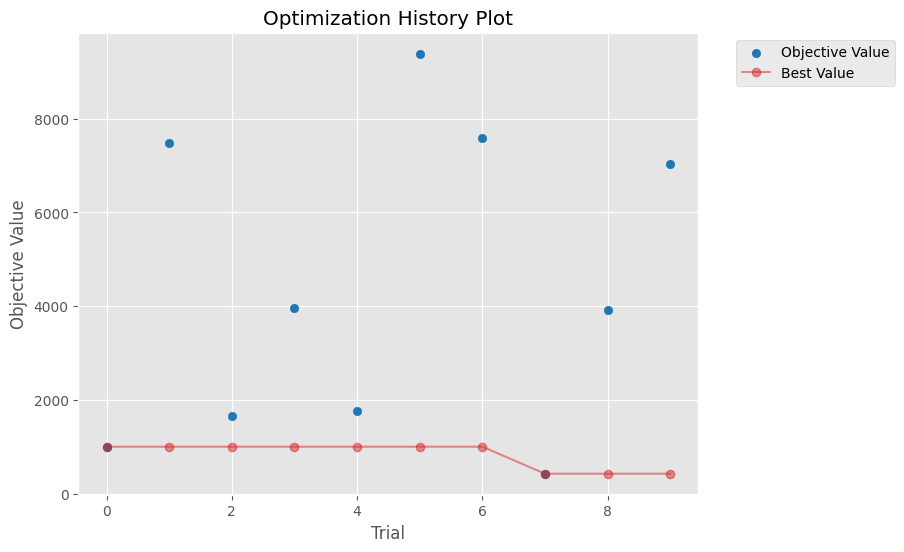 Optimization History Plot
Objective Value
Best Value
Objective Value
8000
6000
4000
2000
0
0 2 4 6 8
Trial